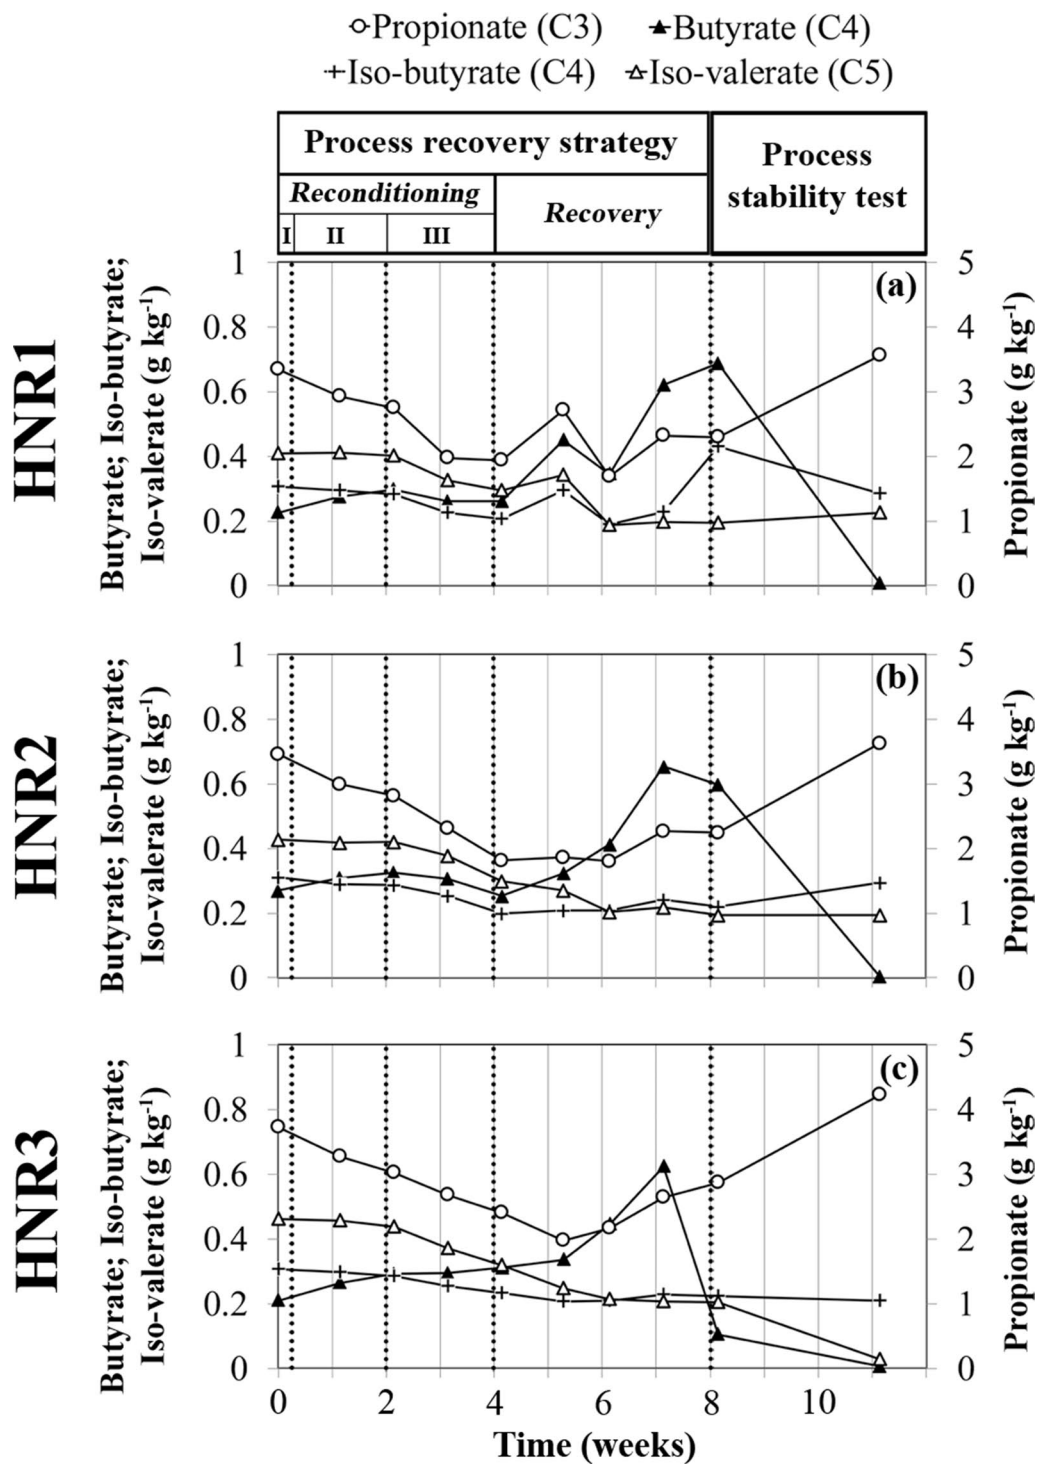 Propionate (C3) Butyrate (C4)
Iso-butyrate (C4) Iso-valerate (C5)
Process recovery strategy
Process
stability test
Reconditioning
Recovery
I II III
HNR1
Butyrate; Iso-butyrate;
Iso-valerate (g kg-1)
1
0.8
0.6
0.4
0.2
0
(a)
5
4
3
2
1
0
Propionate (g kg-1)
HNR2
Butyrate; Iso-butyrate;
Iso-valerate (g kg-1)
1
0.8
0.6
0.4
0.2
0
(b)
5
4
3
2
1
0
Propionate (g kg-1)
HNR3
Butyrate; Iso-butyrate;
Iso-valerate (g kg-1)
1
0.8
0.6
0.4
0.2
0
(c)
5
4
3
2
1
0
Propionate (g kg-1)
0 2 4 6 8 10
Time (weeks)